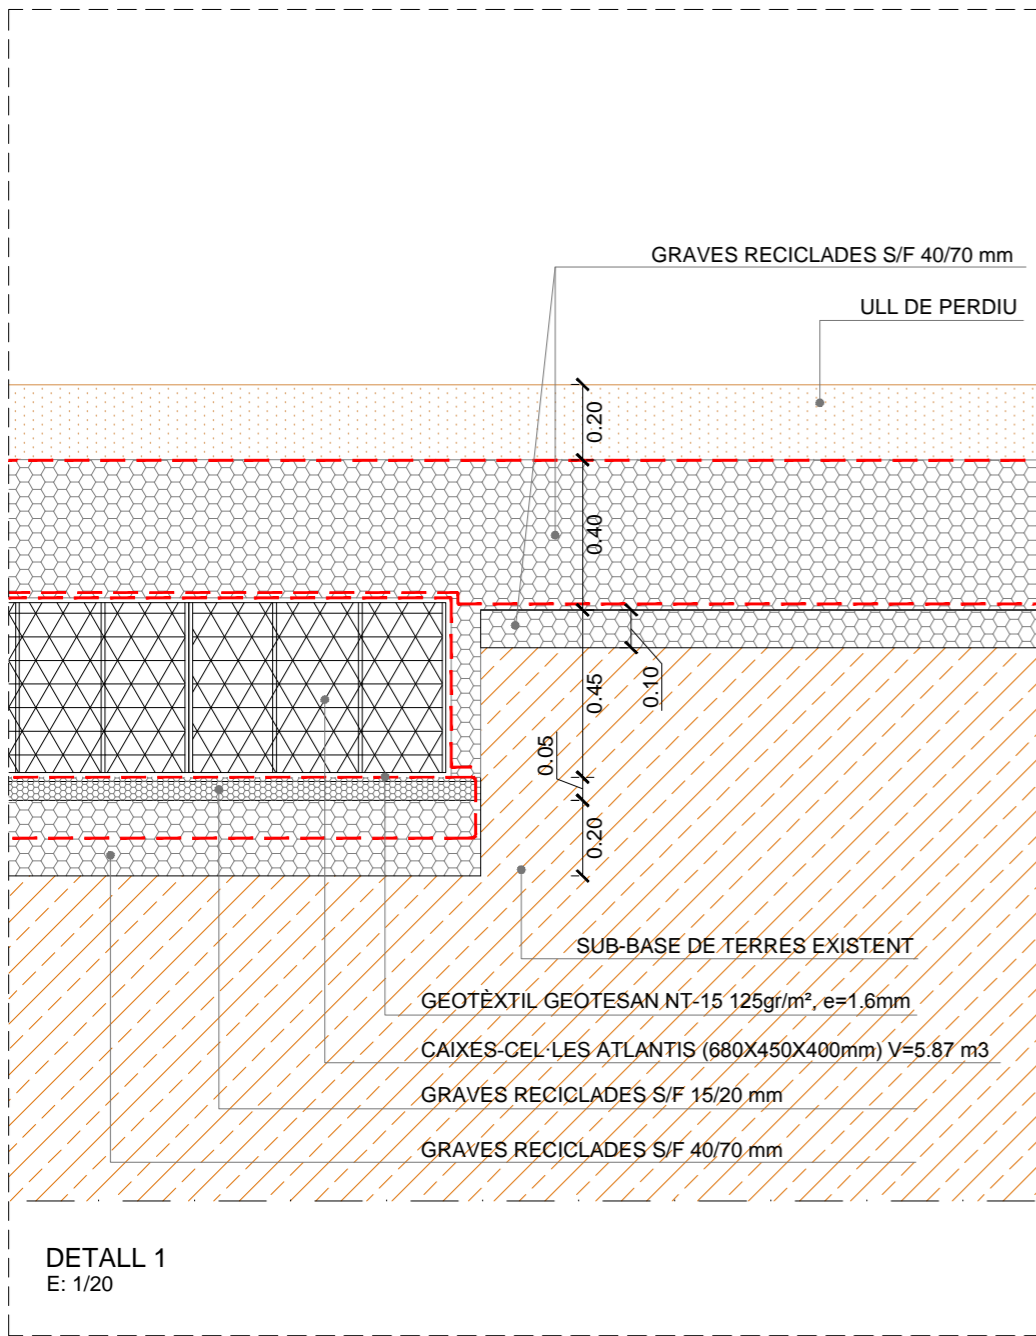 GRAVES RECICLADES S/F 40/70 mm
ULL DE PERDIU
0.20
0.40
0.45
0.10
0.05
0.20
SUB-BASE DE TERRES EXISTENT
GEOTÈXTIL GEOTESAN NT-15 125gr/m², e=1.6mm
CAIXES-CEL·LES ATLANTIS (680X450X400mm) V=5.87 m3
GRAVES RECICLADES S/F 15/20 mm
GRAVES RECICLADES S/F 40/70 mm
DETALL 1
E: 1/20